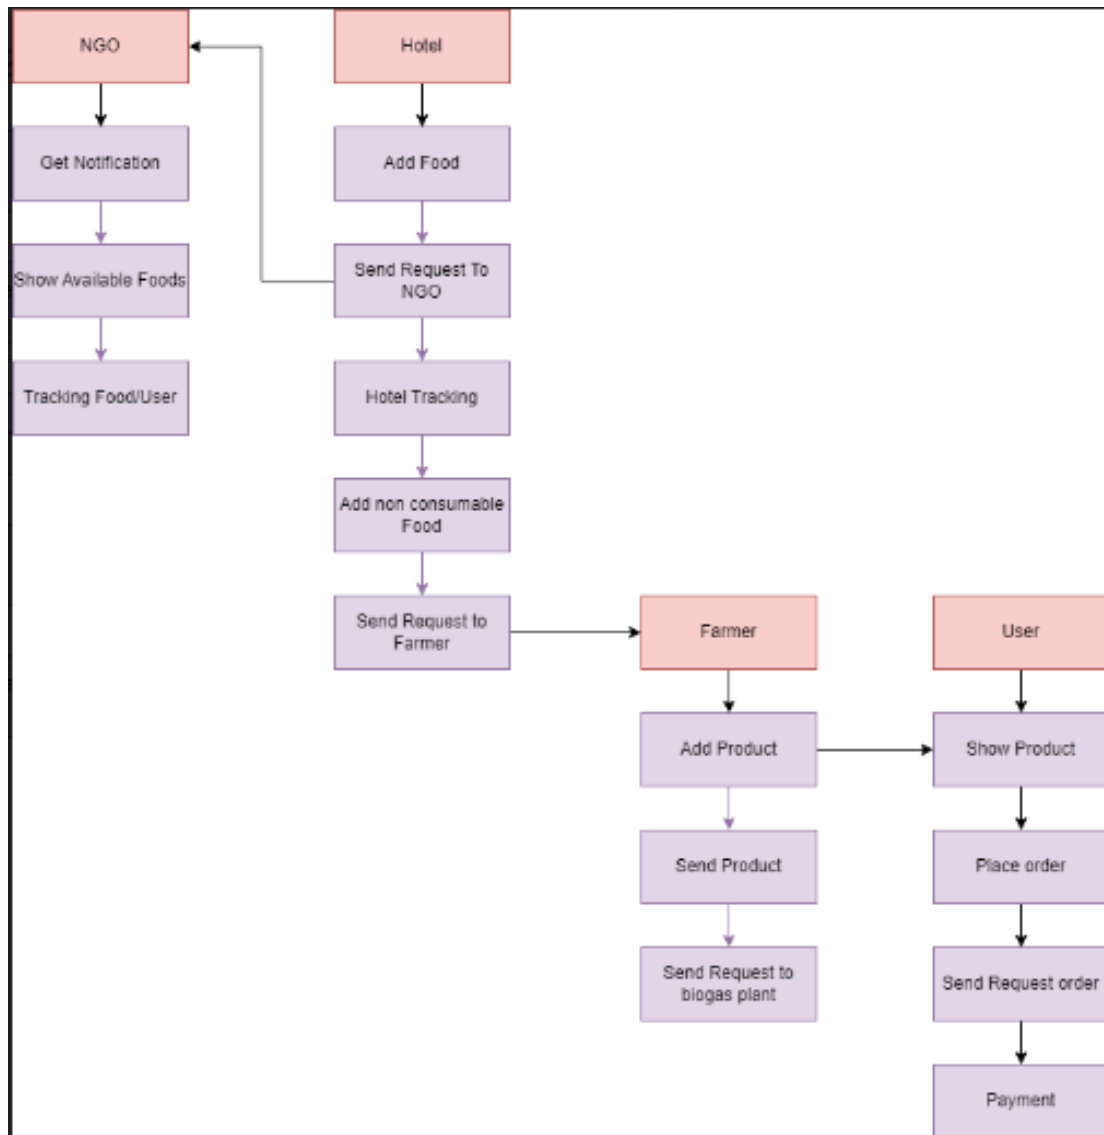 NGO
Hotel
Get Notification
Add Food
Show Available Foods
Send Request To
NGO
Tracking Food/User
Hotel Tracking
Add non consumable
Food
Send Request to
Farmer
Farmer
User
Add Product
Show Product
Send Product
Place order
Send Request to
biogas plant
Send Request order
Payment